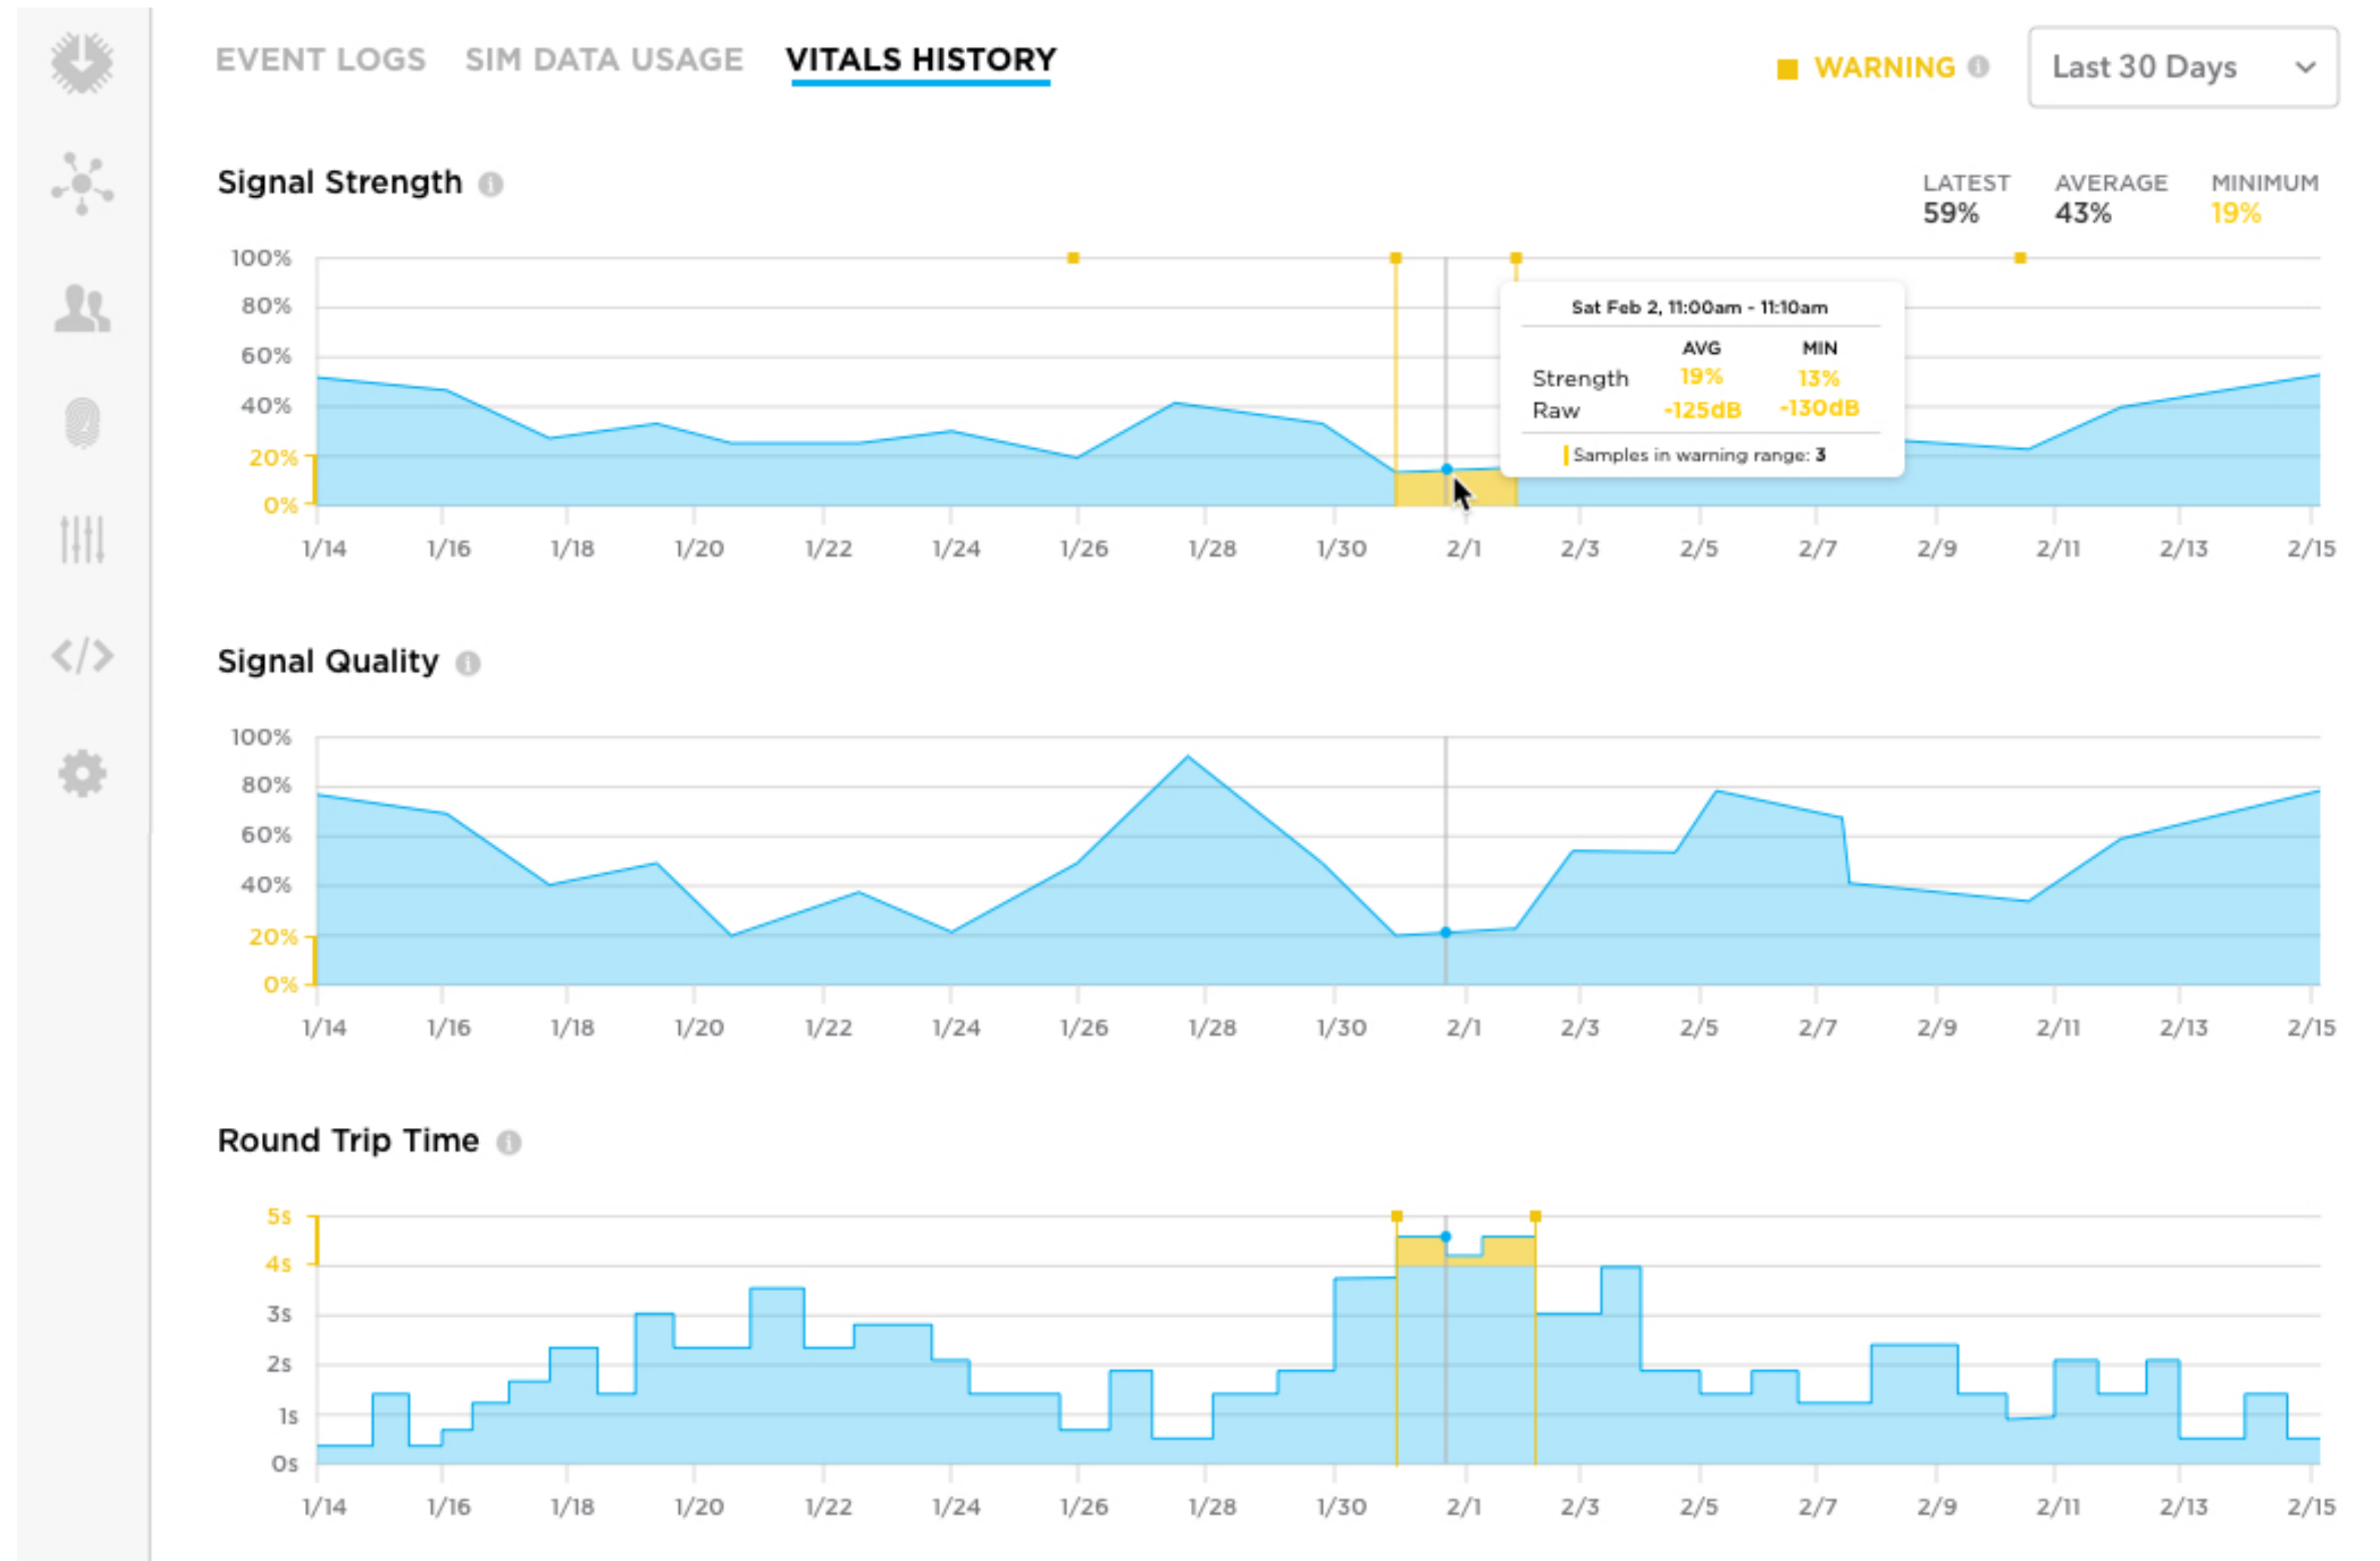 EVENT LOGS SIM DATA USAGE VITALS HISTORY
WARNING Last 30 Days
Signal Strength
LATEST AVERAGE MINIMUM
59% 43% 19%
100%
80%
60%
40%
20%
0%
Sat Feb 2, 11:00am - 11:10am
AVG MIN
Strength 19% 13%
Raw -125dB -130dB
Samples in warning range: 3
1/14 1/16 1/18 1/20 1/22 1/24 1/26 1/28 1/30 2/1 2/3 2/5 2/7 2/9 2/11 2/13 2/15
Signal Quality
100%
80%
60%
40%
20%
0%
1/14 1/16 1/18 1/20 1/22 1/24 1/26 1/28 1/30 2/1 2/3 2/5 2/7 2/9 2/11 2/13 2/15
Round Trip Time
5s
4s
3s
2s
1s
0s
1/14 1/16 1/18 1/20 1/22 1/24 1/26 1/28 1/30 2/1 2/3 2/5 2/7 2/9 2/11 2/13 2/15